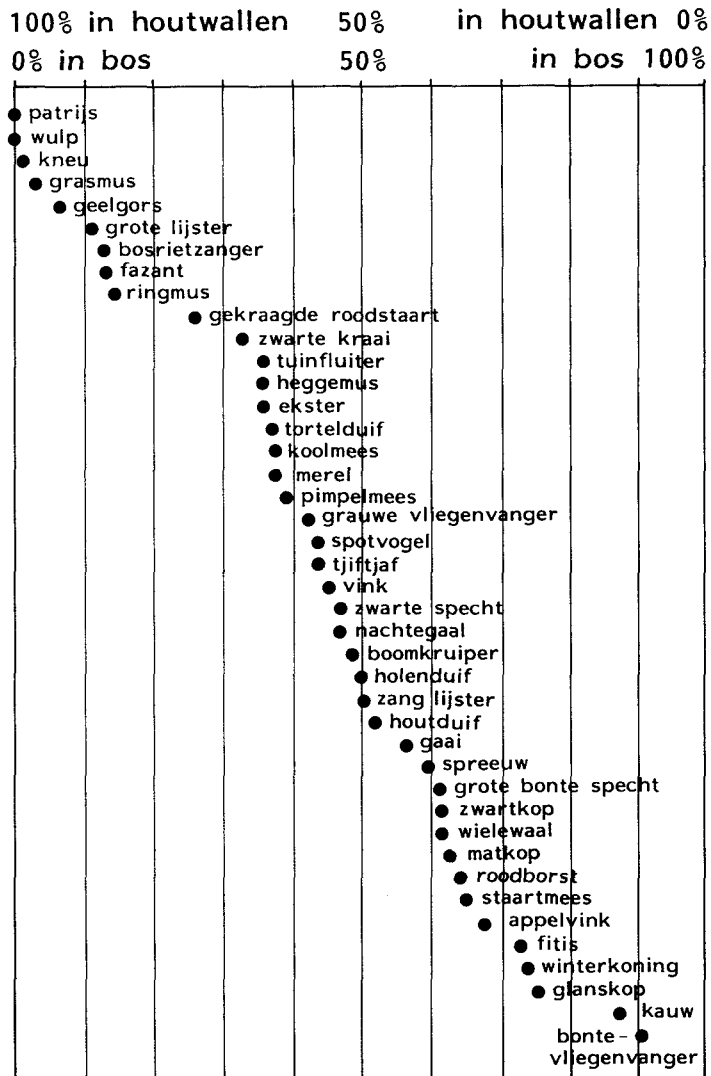 100% in houtwallen 50% in houtwallen 0%
0% in bos 50% in bos 100%
patrijs
wulp
kneu
grasmus
geelgors
grote lijster
bosrietzanger
fazant
ringmus
gekraagde roodstaart
zwarte kraai
tuinfluiter
heggemus
ekster
tortelduif
koolmees
merel
pimpelmees
grauwe vliegenvanger
spotvogel
tjiftjaf
vink
zwarte specht
nachtegaal
boomkruiper
holenduif
zang lijster
houtduif
gaai
spreeuw
grote bonte specht
zwartkop
wielewaal
matkop
roodborst
staartmees
appelvink
fitis
winterkoning
glanskop
kauw
bonte-
vliegenvanger